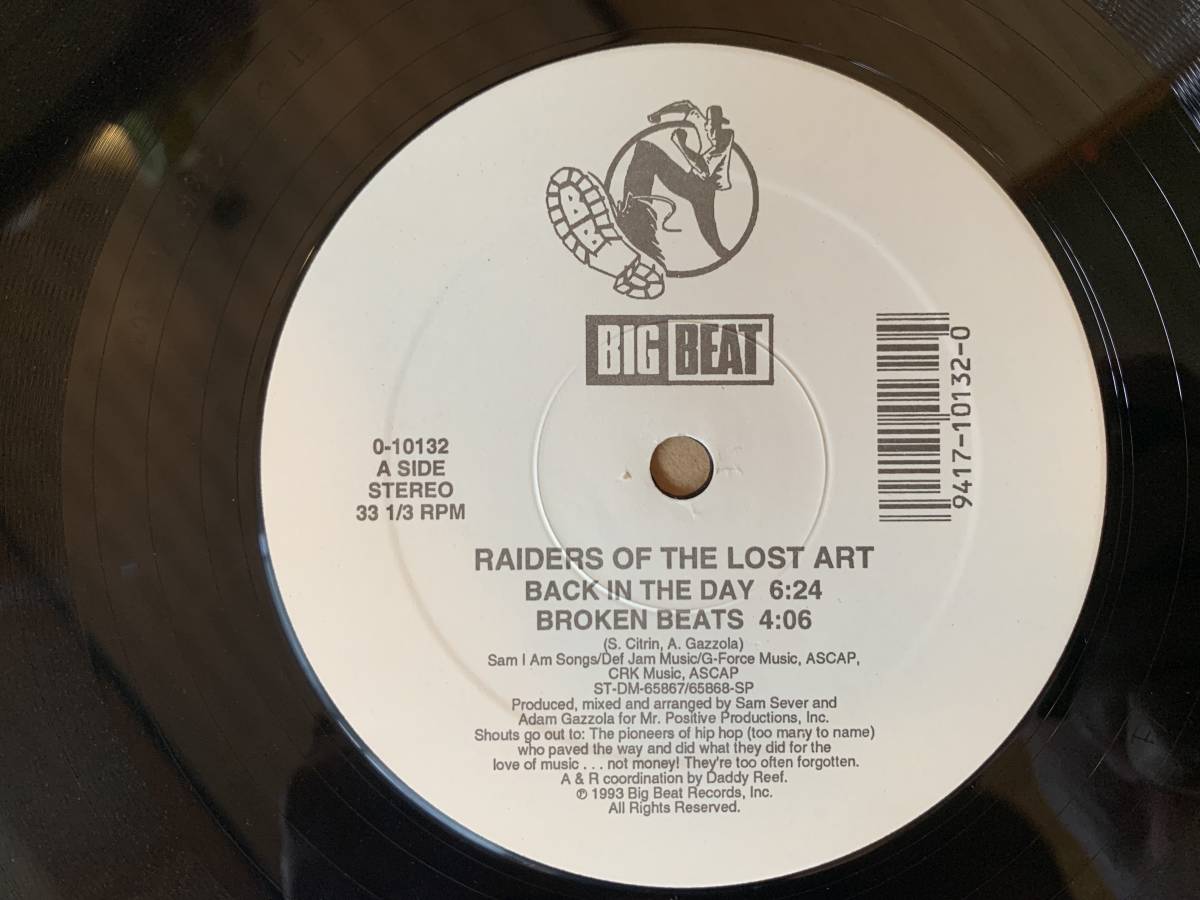 BB
BIG BEAT
9417-10132-0
0-10132
A SIDE
STEREO
33 1/3 RPM
RAIDERS OF THE LOST ART
BACK IN THE DAY 6:24
BROKEN BEATS 4:06
(S. Citrin, A. Gazzola)
Sam I Am Songs/Def Jam Music/G-Force Music, ASCAP,
CRK Music, ASCAP
ST-DM-65867/65868-SP
Produced, mixed and arranged by Sam Sever and
Adam Gazzola for Mr. Positive Productions, Inc.
Shouts go out to: The pioneers of hip hop (too many to name)
who paved the way and did what they did for the
love of music . . . not money! They're too often forgotten.
A & R coordination by Daddy Reef.
℗ 1993 Big Beat Records, Inc.
All Rights Reserved.